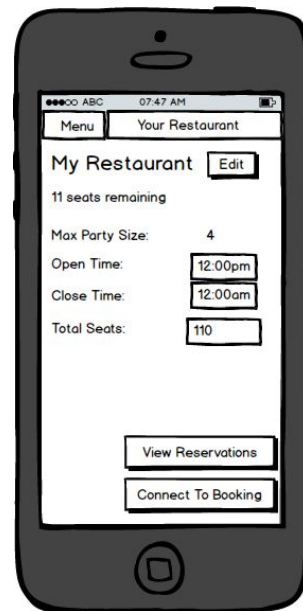 ABC 07:47 AM
Menu Your Restaurant
My Restaurant Edit
11 seats remaining
Max Party Size: 4
Open Time: 12:00pm
Close Time: 12:00am
Total Seats: 110
View Reservations
Connect To Booking